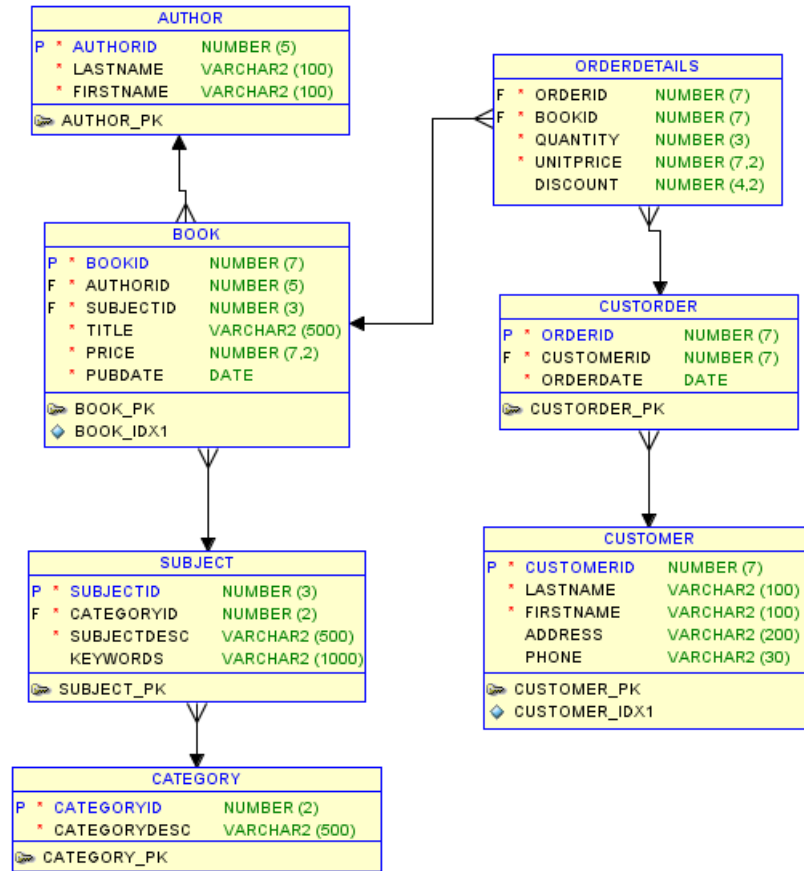 AUTHOR
P * AUTHORID NUMBER (5)
* LASTNAME VARCHAR2 (100)
* FIRSTNAME VARCHAR2 (100)
AUTHOR_PK
ORDERDETAILS
F * ORDERID NUMBER (7)
F * BOOKID NUMBER (7)
* QUANTITY NUMBER (3)
* UNITPRICE NUMBER (7,2)
DISCOUNT NUMBER (4,2)
BOOK
P * BOOKID NUMBER (7)
F * AUTHORID NUMBER (5)
F * SUBJECTID NUMBER (3)
* TITLE VARCHAR2 (500)
* PRICE NUMBER (7,2)
* PUBDATE DATE
BOOK_PK
BOOK_IDX1
CUSTORDER
P * ORDERID NUMBER (7)
F * CUSTOMERID NUMBER (7)
* ORDERDATE DATE
CUSTORDER_PK
SUBJECT
P * SUBJECTID NUMBER (3)
F * CATEGORYID NUMBER (2)
* SUBJECTDESC VARCHAR2 (500)
KEYWORDS VARCHAR2 (1000)
SUBJECT_PK
CUSTOMER
P * CUSTOMERID NUMBER (7)
* LASTNAME VARCHAR2 (100)
* FIRSTNAME VARCHAR2 (100)
ADDRESS VARCHAR2 (200)
PHONE VARCHAR2 (30)
CUSTOMER_PK
CUSTOMER_IDX1
CATEGORY
P * CATEGORYID NUMBER (2)
* CATEGORYDESC VARCHAR2 (500)
CATEGORY_PK